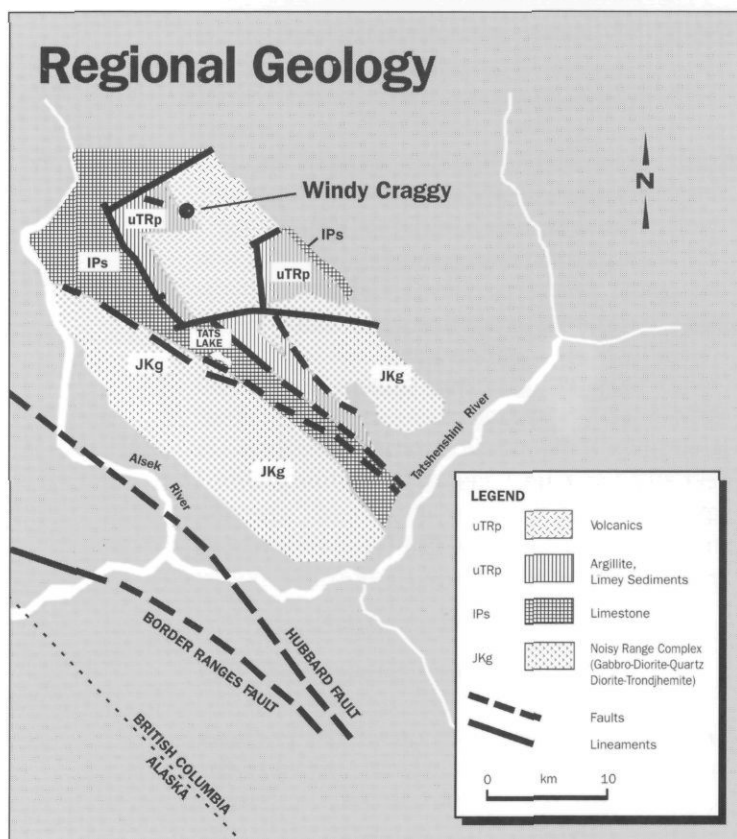 Regional Geology
Windy Craggy
N
uTRp
IPs
IPs
uTRp
TATS
LAKE
JKg
JKg
JKg
Tatshenshini River
Alsek
River
HUBBARD FAULT
BORDER RANGES FAULT
BRITISH COLUMBIA
ALASKA
LEGEND
uTRp Volcanics
uTRp Argillite,
Limey Sediments
IPs Limestone
JKg Noisy Range Complex
(Gabbro-Diorite-Quartz
Diorite-Trondjhemite)
Faults
Lineaments
0 km 10